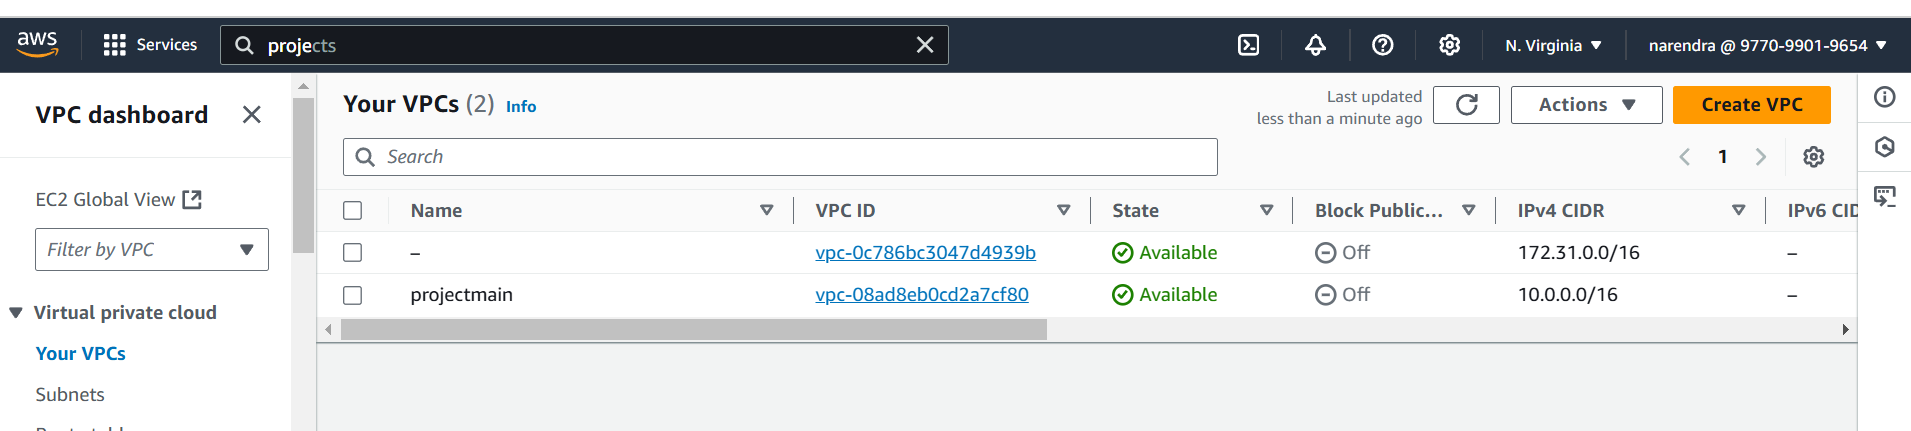 aws
Services
projects
N. Virginia
narendra @ 9770-9901-9654
VPC dashboard
EC2 Global View
Filter by VPC
Virtual private cloud
Your VPCs
Subnets
Your VPCs (2) Info
Last updated
less than a minute ago
Actions
Create VPC
Search
1
Name VPC ID State Block Public... IPv4 CIDR IPv6 CID
– vpc-0c786bc3047d4939b Available Off 172.31.0.0/16 –
projectmain vpc-08ad8eb0cd2a7cf80 Available Off 10.0.0.0/16 –